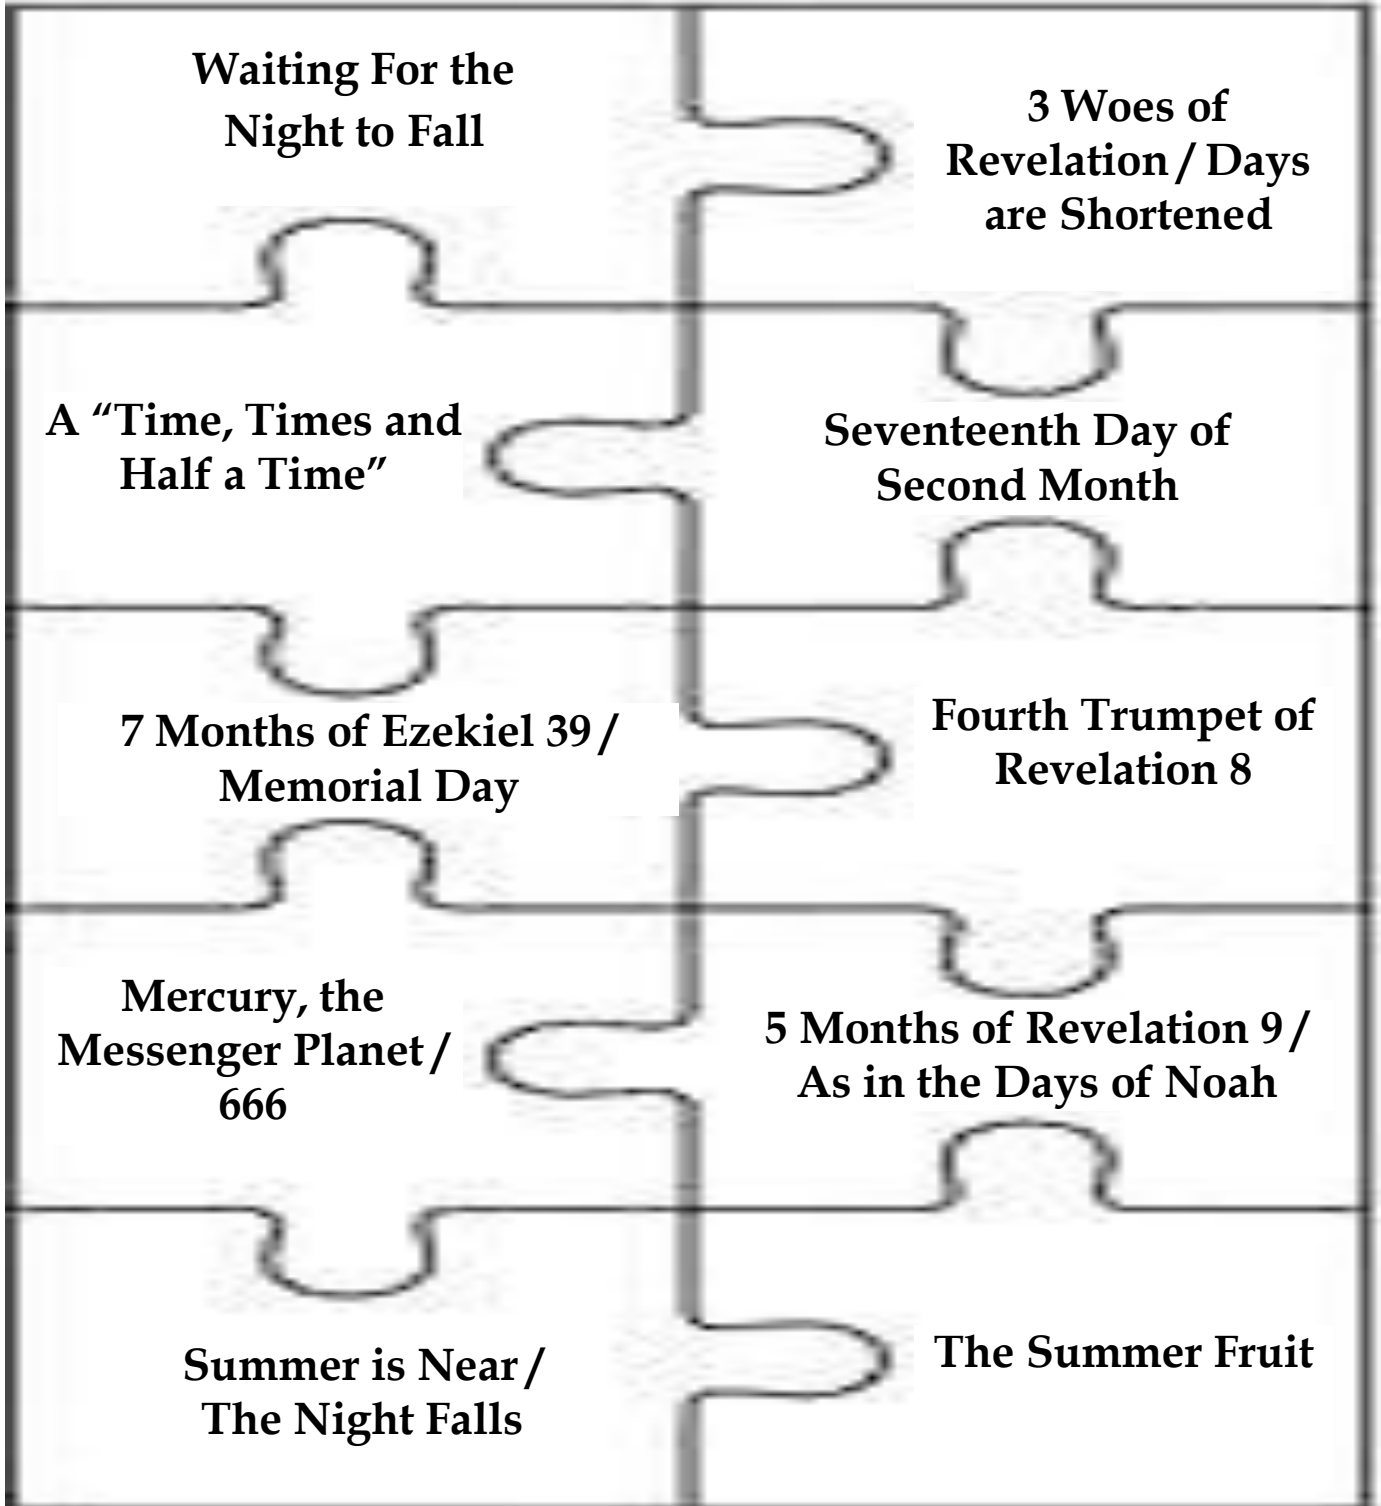 Waiting For the
Night to Fall
3 Woes of
Revelation / Days
are Shortened
A “Time, Times and
Half a Time”
Seventeenth Day of
Second Month
7 Months of Ezekiel 39 /
Memorial Day
Fourth Trumpet of
Revelation 8
Mercury, the
Messenger Planet /
666
5 Months of Revelation 9 /
As in the Days of Noah
Summer is Near /
The Night Falls
The Summer Fruit